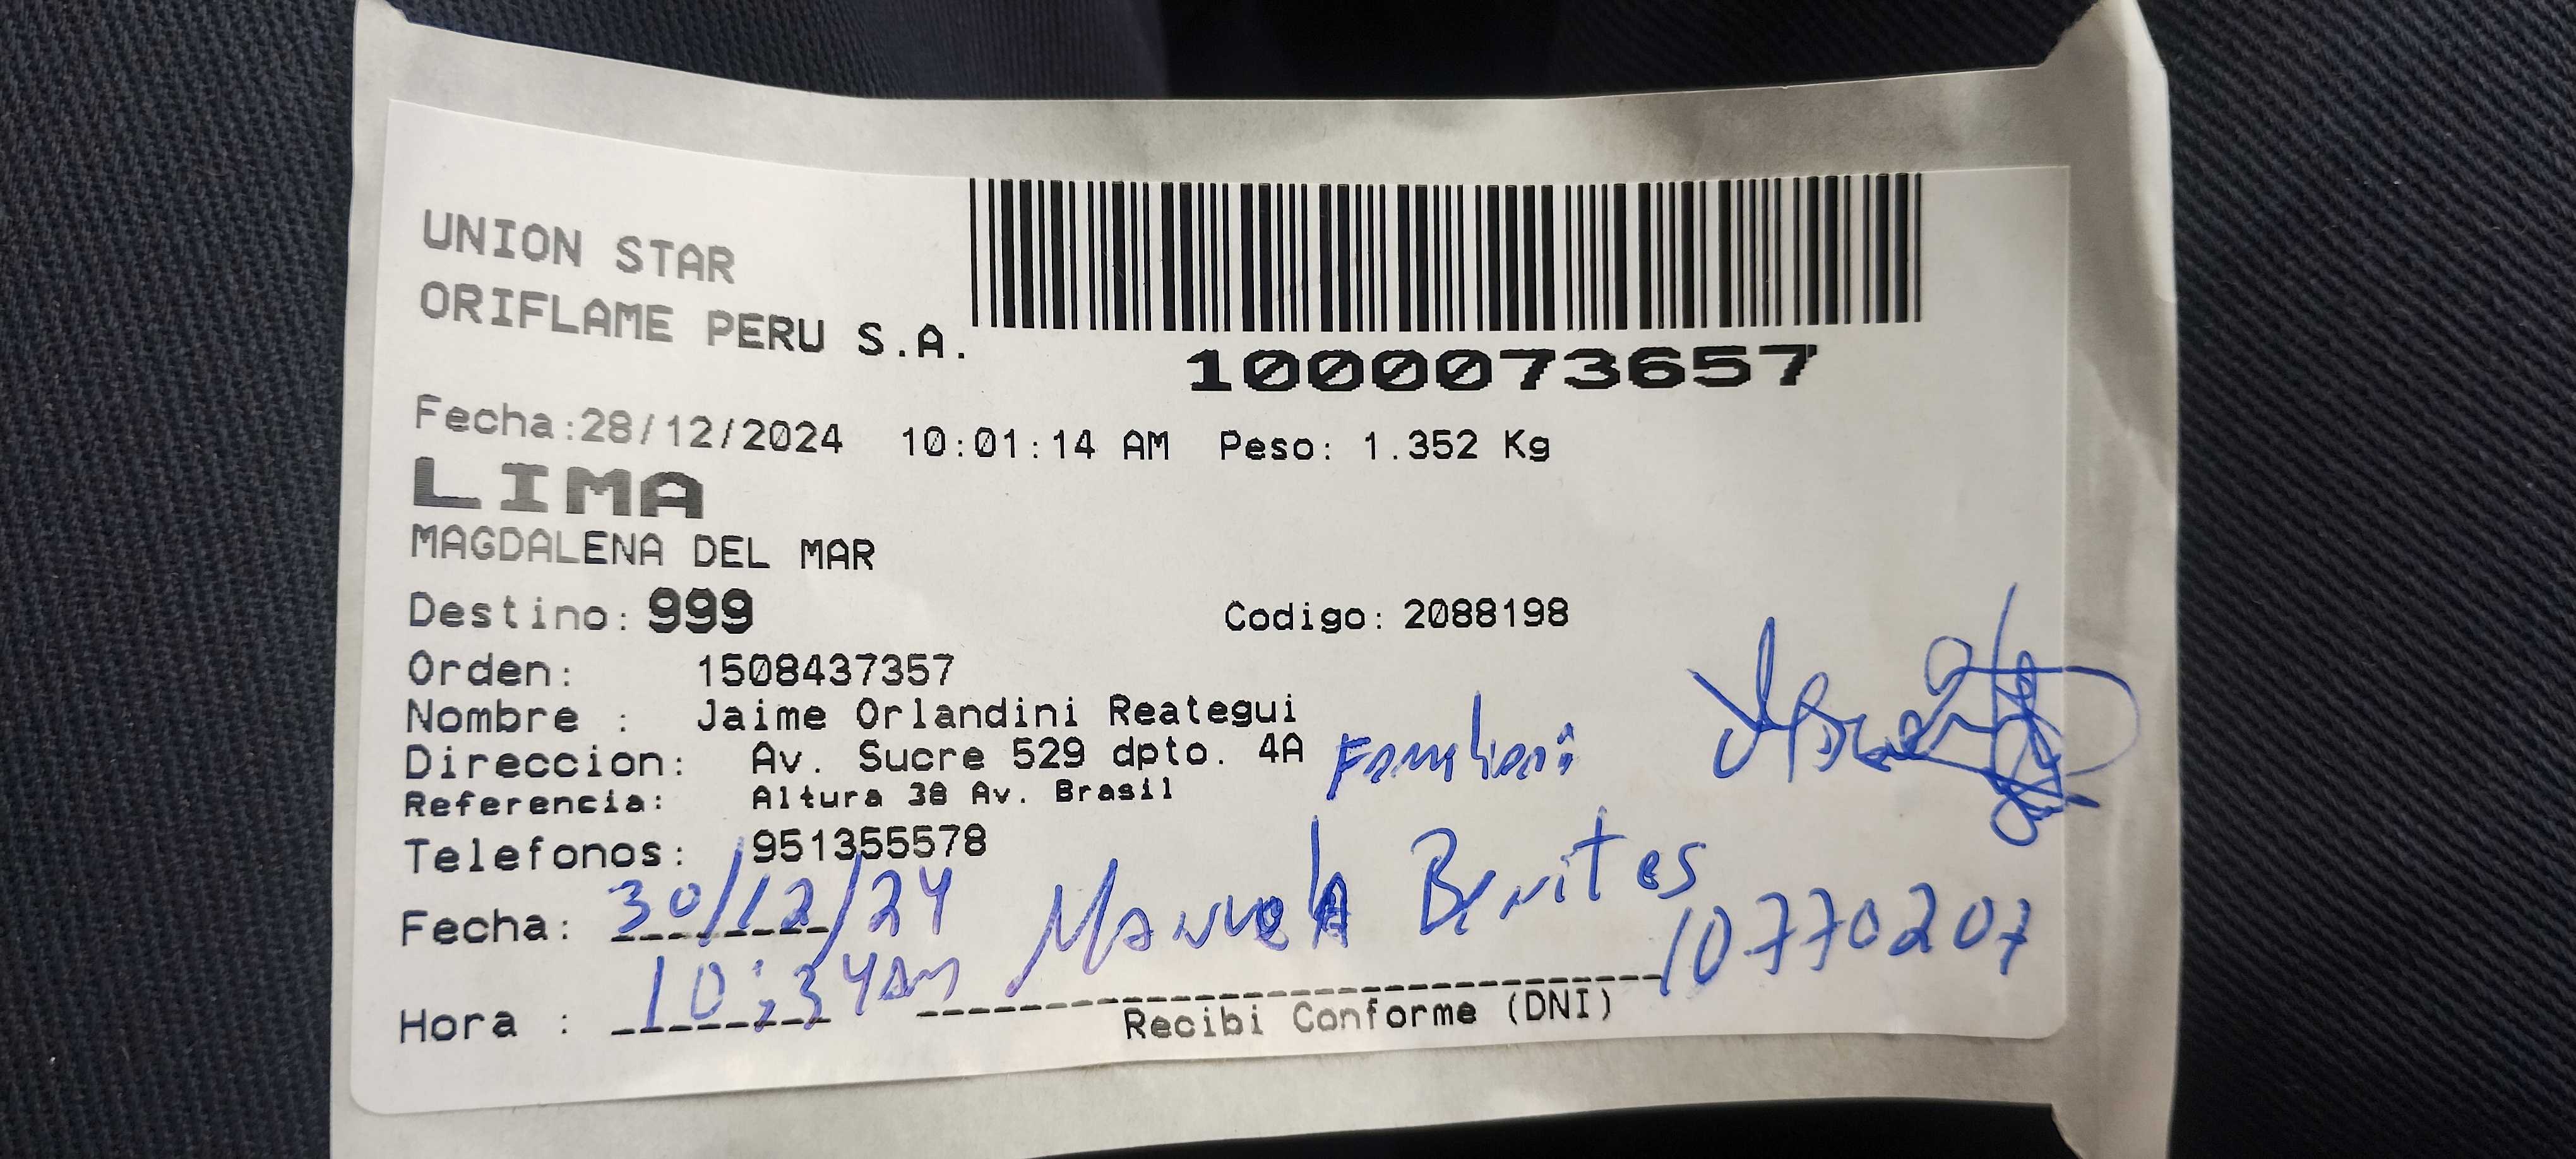 UNION STAR
ORIFLAME PERU S.A.
1000073657
Fecha:28/12/2024 10:01:14 AM Peso: 1.352 Kg
LIMA
MAGDALENA DEL MAR
Destino: 999 Codigo: 2088198
Orden: 1508437357
Nombre : Jaime Orlandini Reategui
Direccion: Av. Sucre 529 dpto. 4A
Referencia: Altura 38 Av. Brasil
Telefonos: 951355578
Fecha: 30/12/24 Manuela Benites
10770207
Hora : 10:34am
Recibi Conforme (DNI)